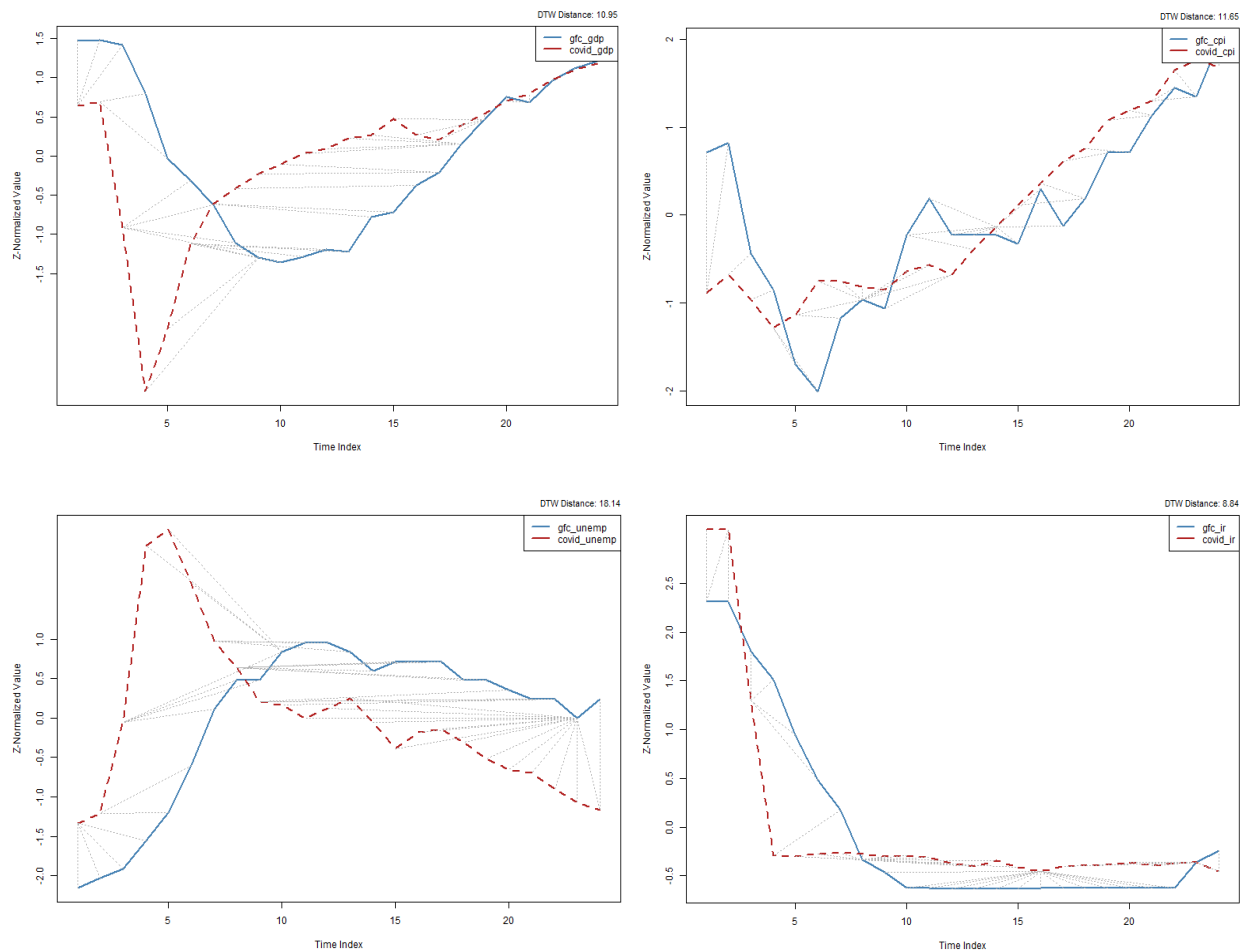 DTW Distance: 10.95
gfc_gdp
covid_gdp
Z-Normalized Value
1.5
1.0
0.5
0.0
-0.5
-1.0
-1.5
5
10
15
20
Time Index
DTW Distance: 11.65
gfc_cpi
covid_cpi
Z-Normalized Value
2
1
0
-1
-2
5
10
15
20
Time Index
DTW Distance: 18.14
gfc_unemp
covid_unemp
Z-Normalized Value
1.0
0.5
0.0
-0.5
-1.0
-1.5
-2.0
5
10
15
20
Time Index
DTW Distance: 8.84
gfc_ir
covid_ir
Z-Normalized Value
2.5
2.0
1.5
1.0
0.5
0.0
-0.5
5
10
15
20
Time Index